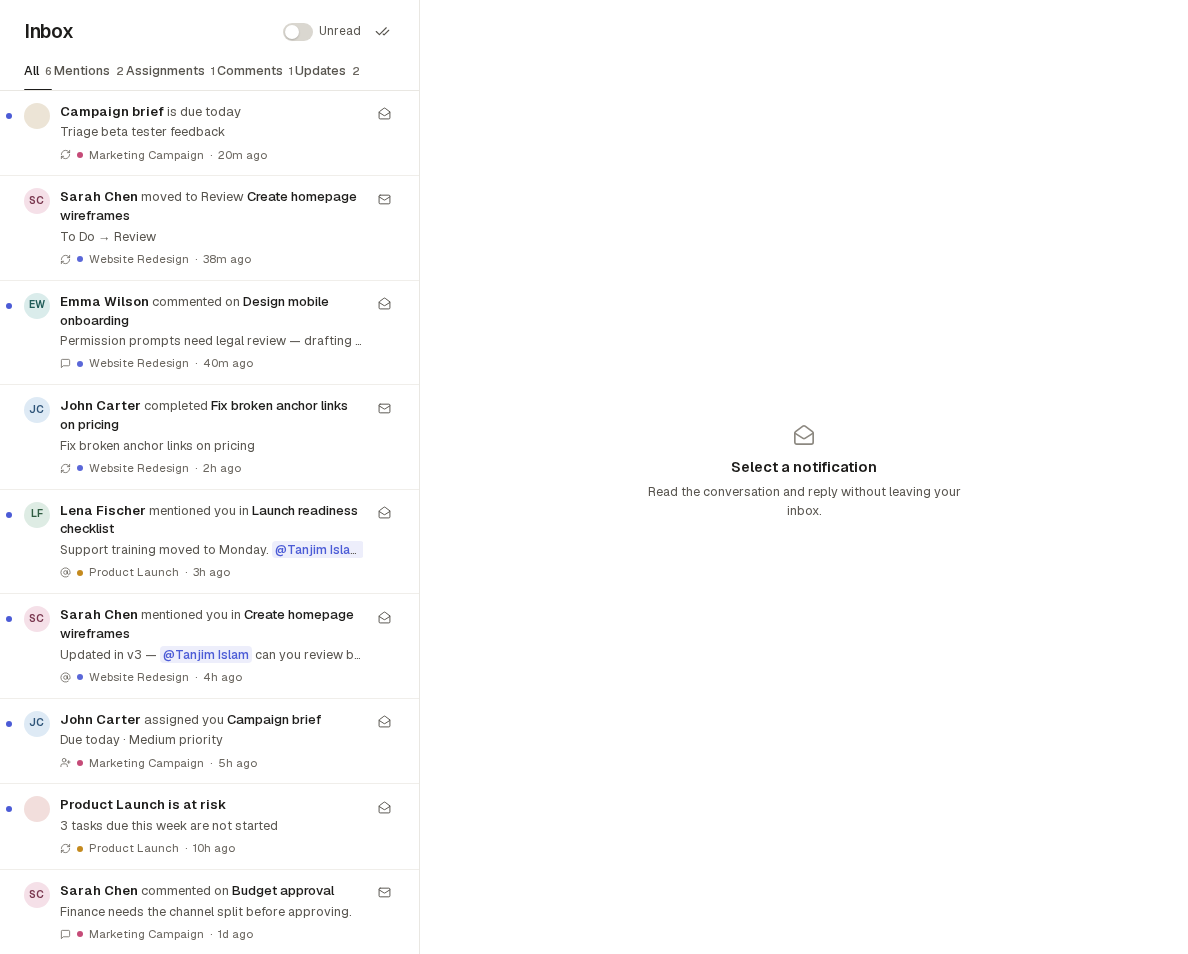 Inbox
Unread
All 6 Mentions 2 Assignments 1 Comments 1 Updates 2
Campaign brief is due today
Triage beta tester feedback
Marketing Campaign · 20m ago
SC
Sarah Chen moved to Review Create homepage
wireframes
To Do → Review
Website Redesign · 38m ago
EW
Emma Wilson commented on Design mobile
onboarding
Permission prompts need legal review — drafting …
Website Redesign · 40m ago
JC
John Carter completed Fix broken anchor links
on pricing
Fix broken anchor links on pricing
Website Redesign · 2h ago
LF
Lena Fischer mentioned you in Launch readiness
checklist
Support training moved to Monday. @Tanjim Isla…
Product Launch · 3h ago
SC
Sarah Chen mentioned you in Create homepage
wireframes
Updated in v3 — @Tanjim Islam can you review b…
Website Redesign · 4h ago
JC
John Carter assigned you Campaign brief
Due today · Medium priority
Marketing Campaign · 5h ago
Product Launch is at risk
3 tasks due this week are not started
Product Launch · 10h ago
SC
Sarah Chen commented on Budget approval
Finance needs the channel split before approving.
Marketing Campaign · 1d ago
Select a notification
Read the conversation and reply without leaving your
inbox.